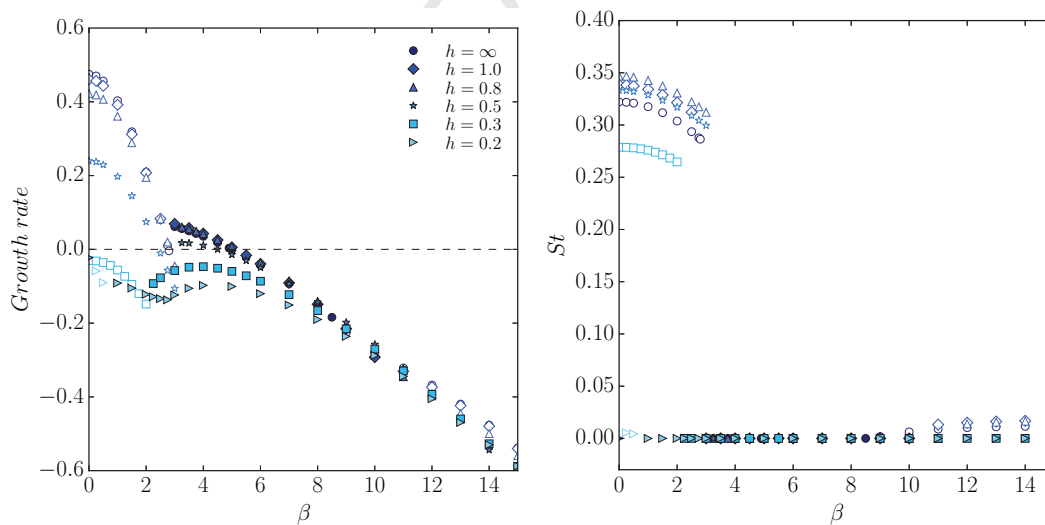 0.6
0.4
0.2
0.0
−0.2
−0.4
−0.6
Growth rate
0 2 4 6 8 10 12 14
β
h = ∞
h = 1.0
h = 0.8
h = 0.5
h = 0.3
h = 0.2
0.40
0.35
0.30
0.25
0.20
0.15
0.10
0.05
0.00
St
0 2 4 6 8 10 12 14
β